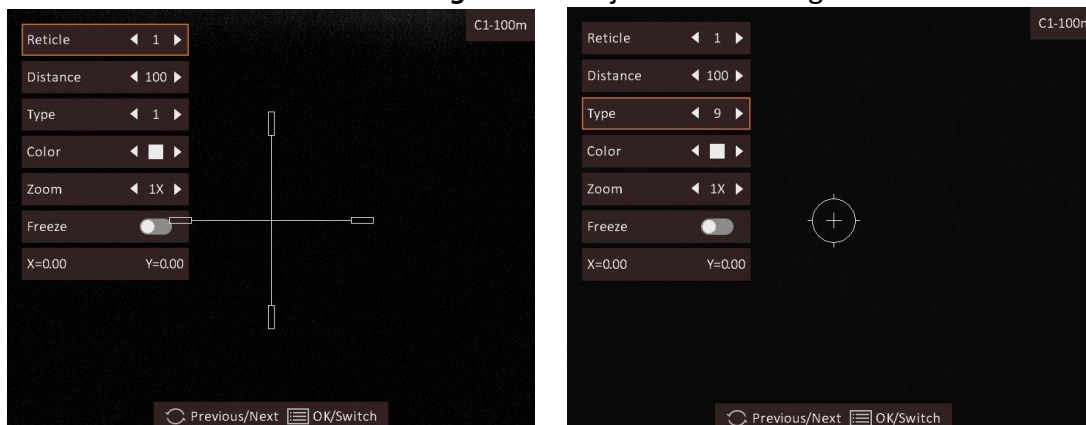 C1-100m
Reticle 1
Distance 100
Type 1
Color
Zoom 1X
Freeze
X=0.00 Y=0.00
Previous/Next OK/Switch
C1-100m
Reticle 1
Distance 100
Type 9
Color
Zoom 1X
Freeze
X=0.00 Y=0.00
Previous/Next OK/Switch